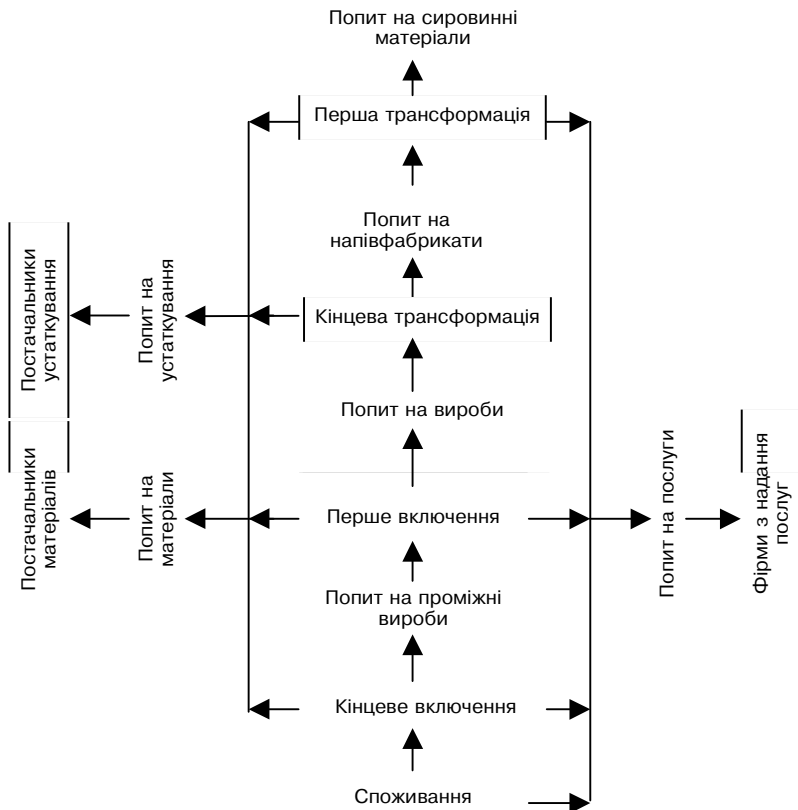 Попит на сировинні
матеріали
Перша трансформація
Попит на
напівфабрикати
Постачальники
устаткування
Попит на
устаткування
Кінцева трансформація
Попит на вироби
Постачальники
матеріалів
Попит на
матеріали
Перше включення
Попит на послуги
Фірми з надання
послуг
Попит на проміжні
вироби
Кінцеве включення
Споживання